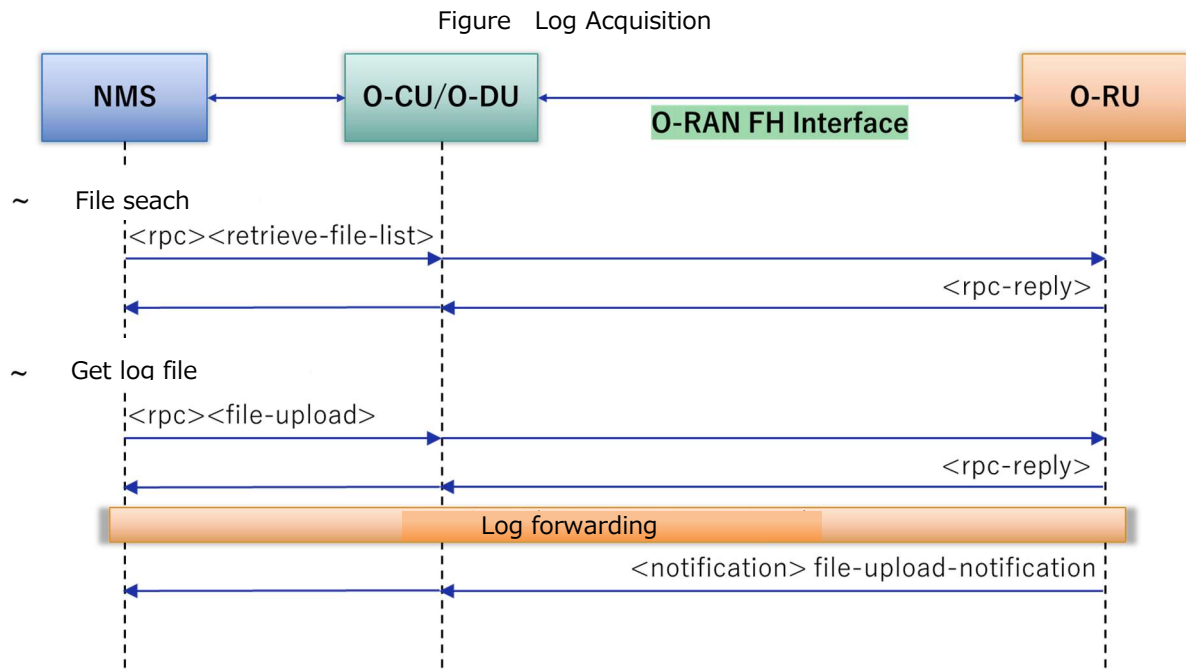 Figure Log Acquisition
NMS
O-CU/O-DU
O-RU
O-RAN FH Interface
~ File seach
<rpc><retrieve-file-list>
<rpc-reply>
~ Get log file
<rpc><file-upload>
<rpc-reply>
Log forwarding
<notification> file-upload-notification